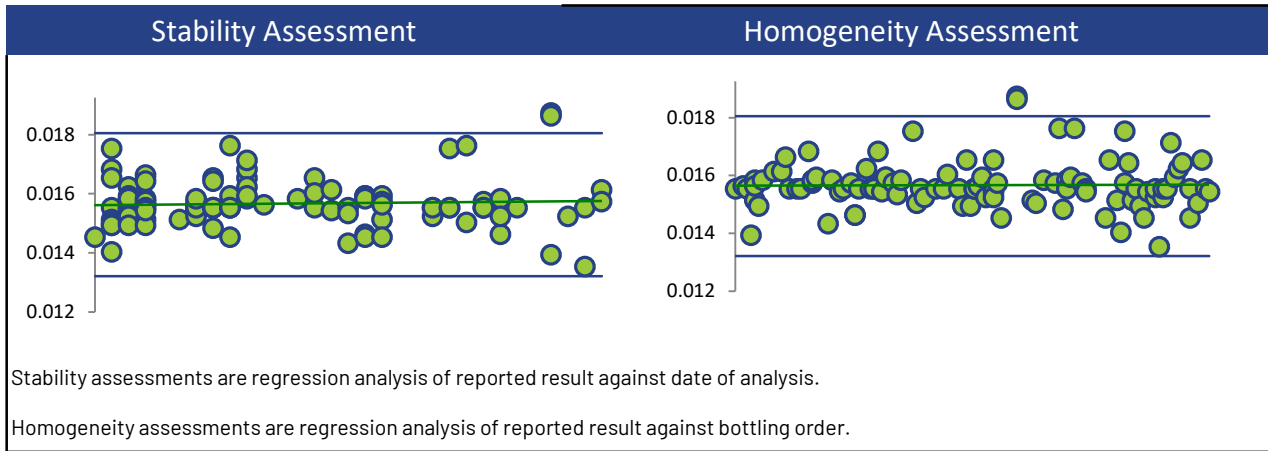 Stability Assessment
Homogeneity Assessment
0.018
0.016
0.014
0.012
0.018
0.016
0.014
0.012
Stability assessments are regression analysis of reported result against date of analysis.
Homogeneity assessments are regression analysis of reported result against bottling order.